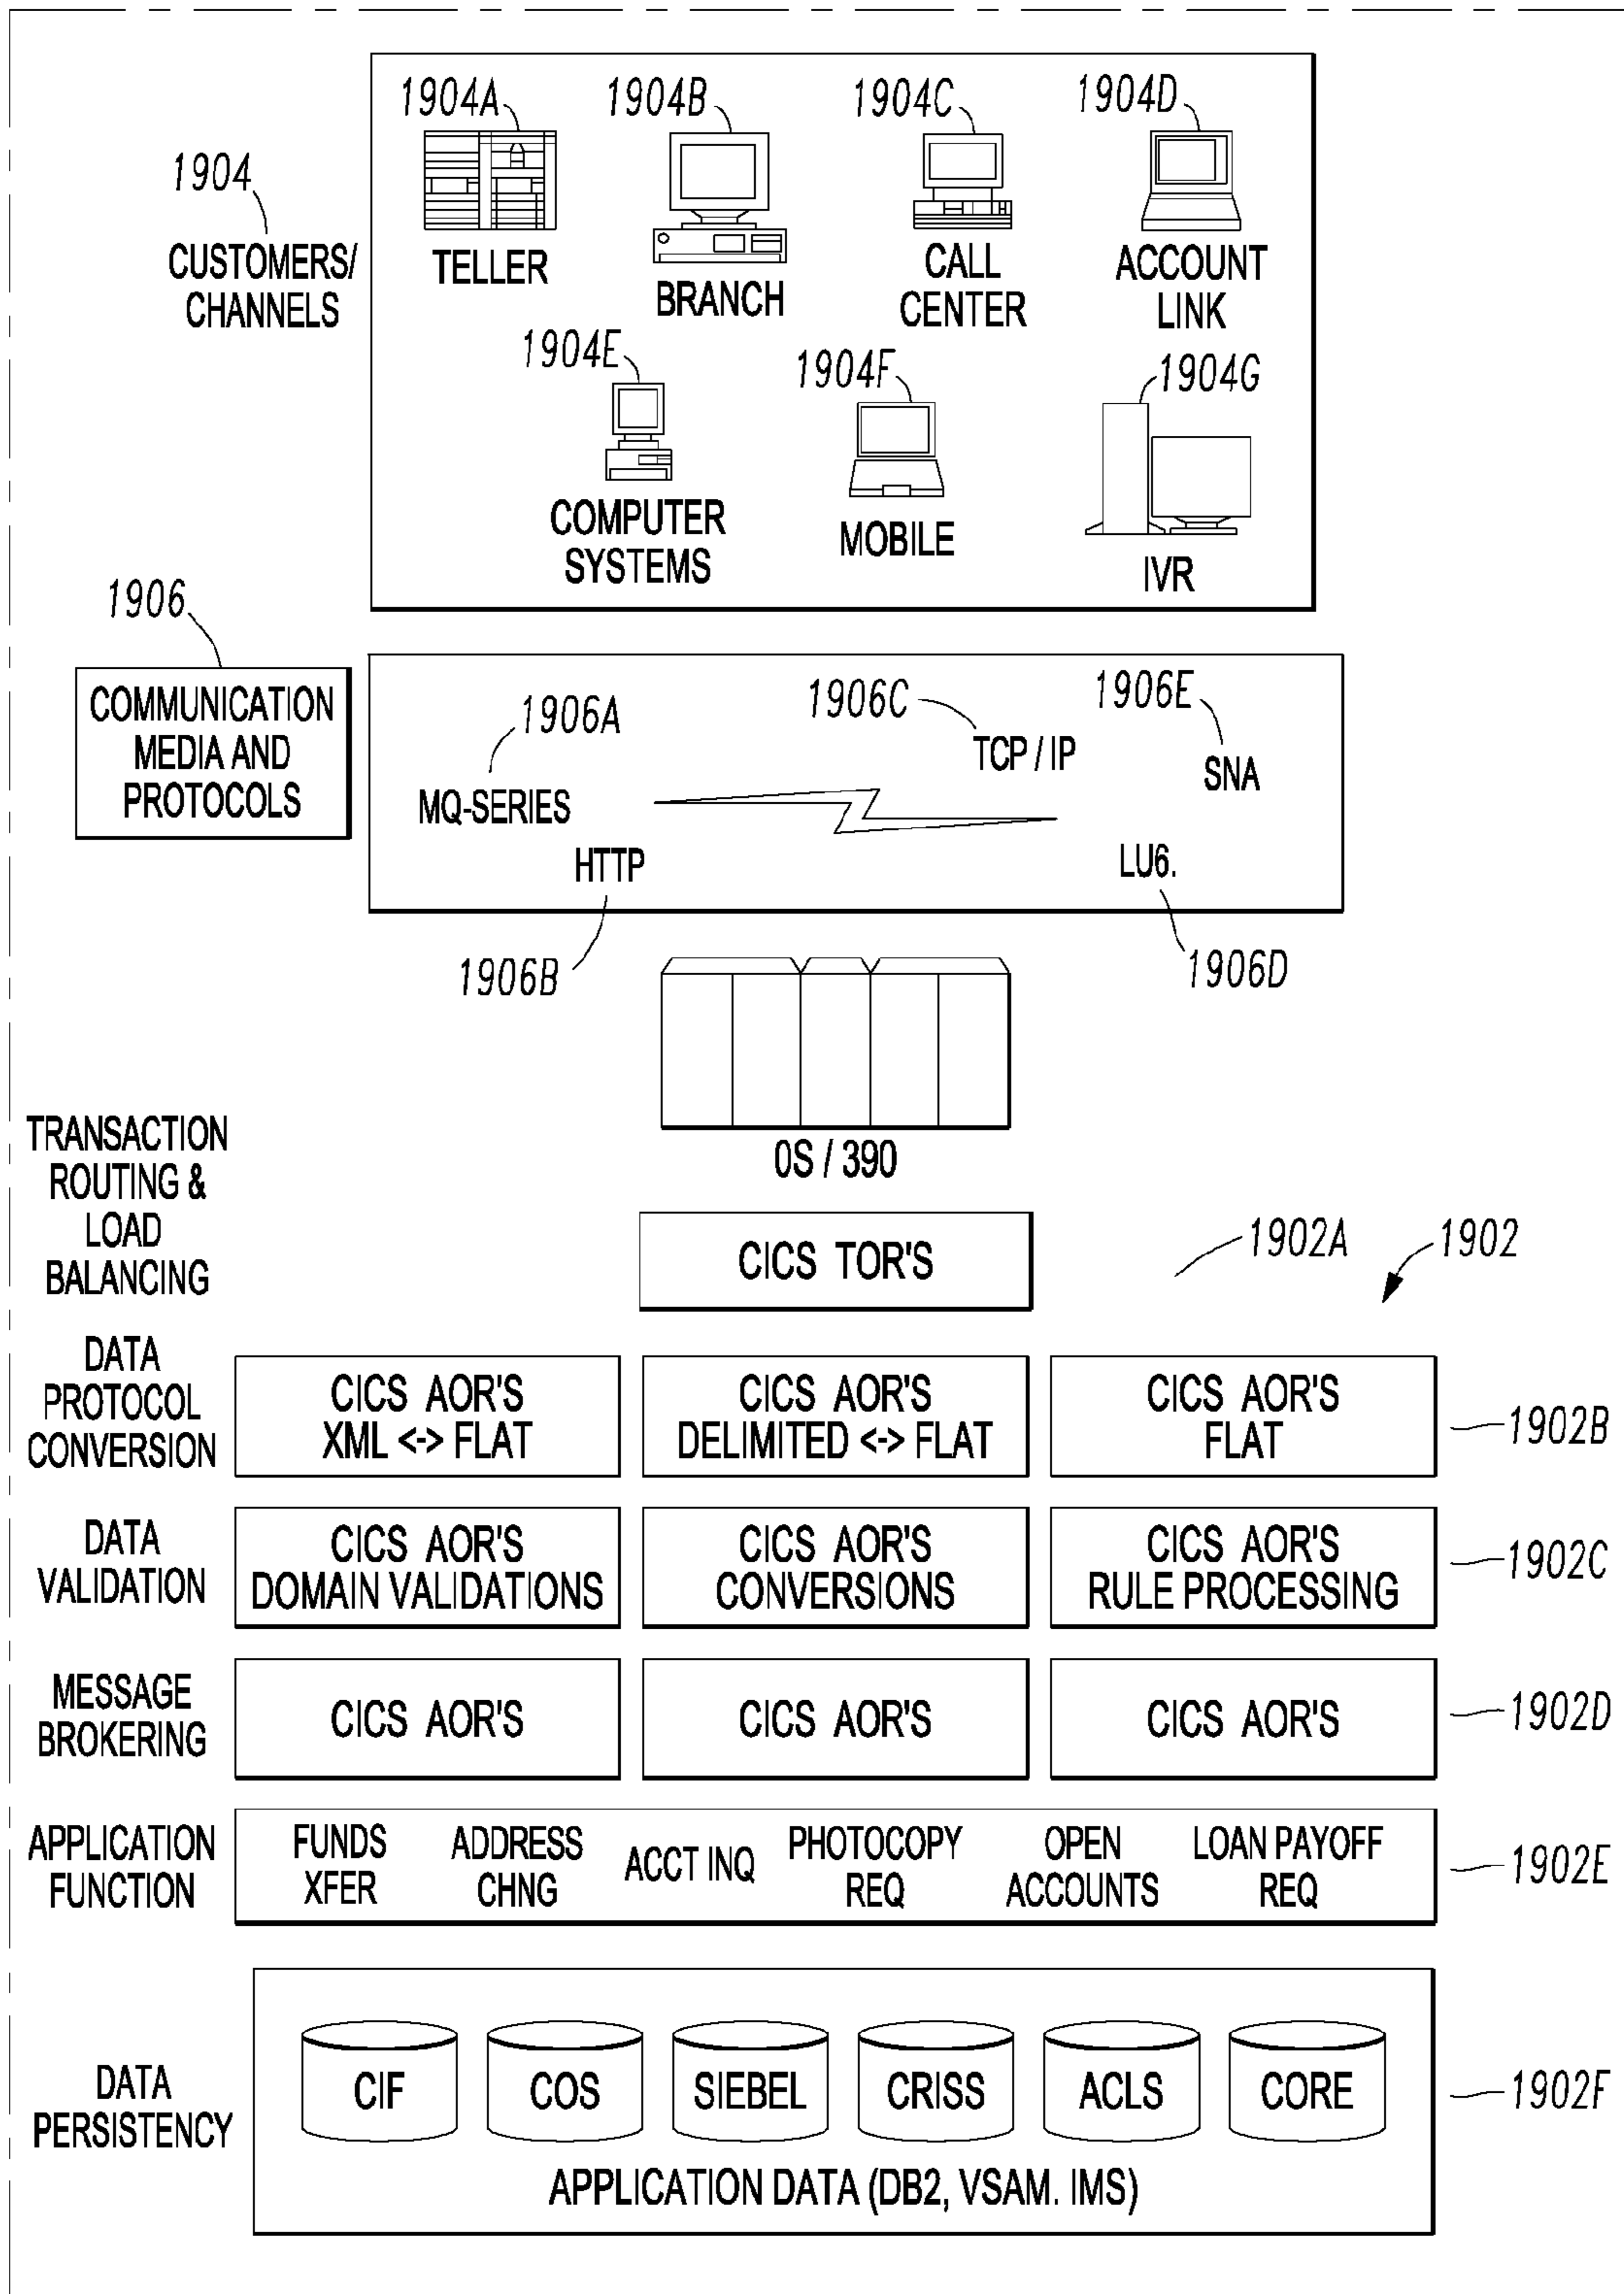 1904A 1904B 1904C 1904D
1904
CUSTOMERS/
CHANNELS
TELLER
BRANCH
CALL
CENTER
ACCOUNT
LINK
1904E 1904F 1904G
COMPUTER
SYSTEMS
MOBILE
IVR
1906
COMMUNICATION
MEDIA AND
PROTOCOLS
1906A
MQ-SERIES
HTTP
1906B
1906C
TCP / IP
1906E
SNA
LU6.
1906D
OS / 390
TRANSACTION
ROUTING &
LOAD
BALANCING
CICS TOR'S
1902A
1902
DATA
PROTOCOL
CONVERSION
CICS AOR'S
XML <-> FLAT
CICS AOR'S
DELIMITED <-> FLAT
CICS AOR'S
FLAT
1902B
DATA
VALIDATION
CICS AOR'S
DOMAIN VALIDATIONS
CICS AOR'S
CONVERSIONS
CICS AOR'S
RULE PROCESSING
1902C
MESSAGE
BROKERING
CICS AOR'S
CICS AOR'S
CICS AOR'S
1902D
APPLICATION
FUNCTION
FUNDS
XFER
ADDRESS
CHNG
ACCT INQ
PHOTOCOPY
REQ
OPEN
ACCOUNTS
LOAN PAYOFF
REQ
1902E
DATA
PERSISTENCY
CIF COS SIEBEL CRISS ACLS CORE
APPLICATION DATA (DB2, VSAM. IMS)
1902F